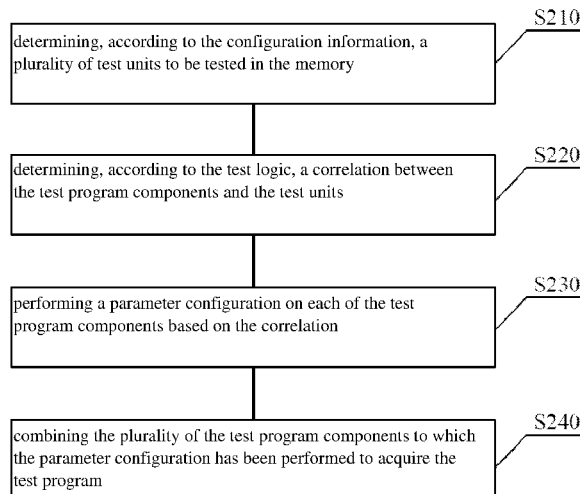 S210
determining, according to the configuration information, a
plurality of test units to be tested in the memory
S220
determining, according to the test logic, a correlation between
the test program components and the test units
S230
performing a parameter configuration on each of the test
program components based on the correlation
S240
combining the plurality of the test program components to which
the parameter configuration has been performed to acquire the
test program